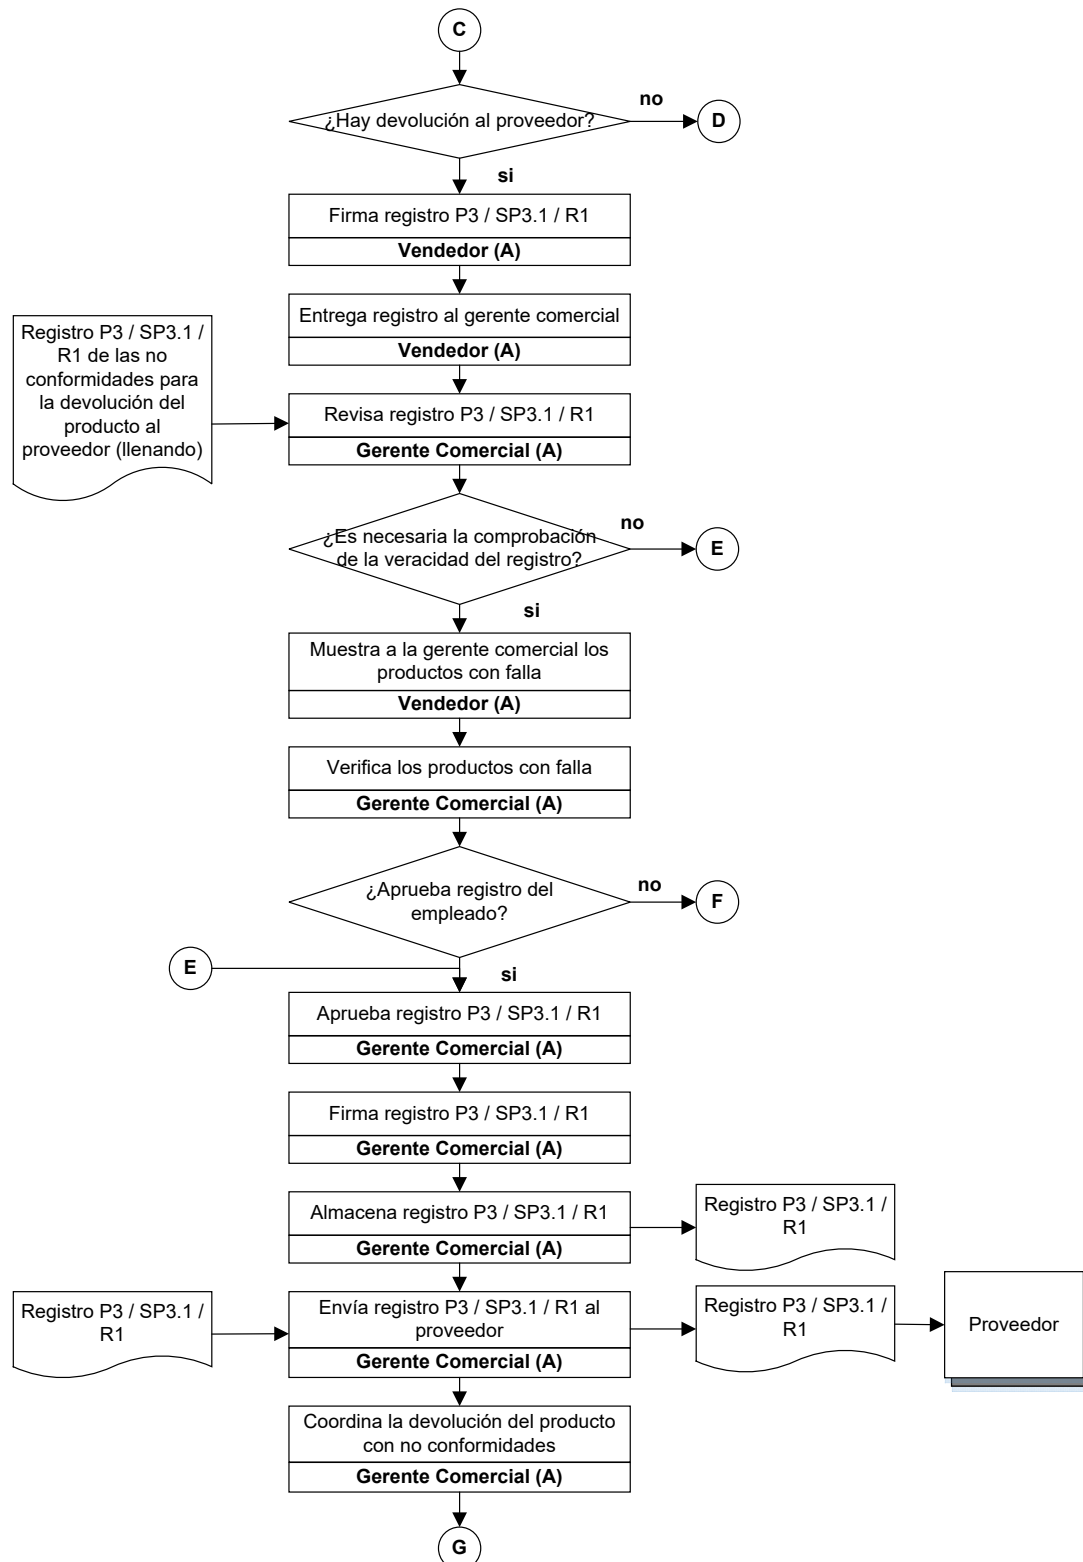 C
¿Hay devolución al proveedor?
no
D
si
Firma registro P3 / SP3.1 / R1
Vendedor (A)
Entrega registro al gerente comercial
Vendedor (A)
Registro P3 / SP3.1 /
R1 de las no
conformidades para
la devolución del
producto al
proveedor (llenando)
Revisa registro P3 / SP3.1 / R1
Gerente Comercial (A)
¿Es necesaria la comprobación
de la veracidad del registro?
no
E
si
Muestra a la gerente comercial los
productos con falla
Vendedor (A)
Verifica los productos con falla
Gerente Comercial (A)
¿Aprueba registro del
empleado?
no
F
E
si
Aprueba registro P3 / SP3.1 / R1
Gerente Comercial (A)
Firma registro P3 / SP3.1 / R1
Gerente Comercial (A)
Almacena registro P3 / SP3.1 / R1
Gerente Comercial (A)
Registro P3 / SP3.1 /
R1
Registro P3 / SP3.1 /
R1
Envía registro P3 / SP3.1 / R1 al
proveedor
Gerente Comercial (A)
Registro P3 / SP3.1 /
R1
Proveedor
Coordina la devolución del producto
con no conformidades
Gerente Comercial (A)
G